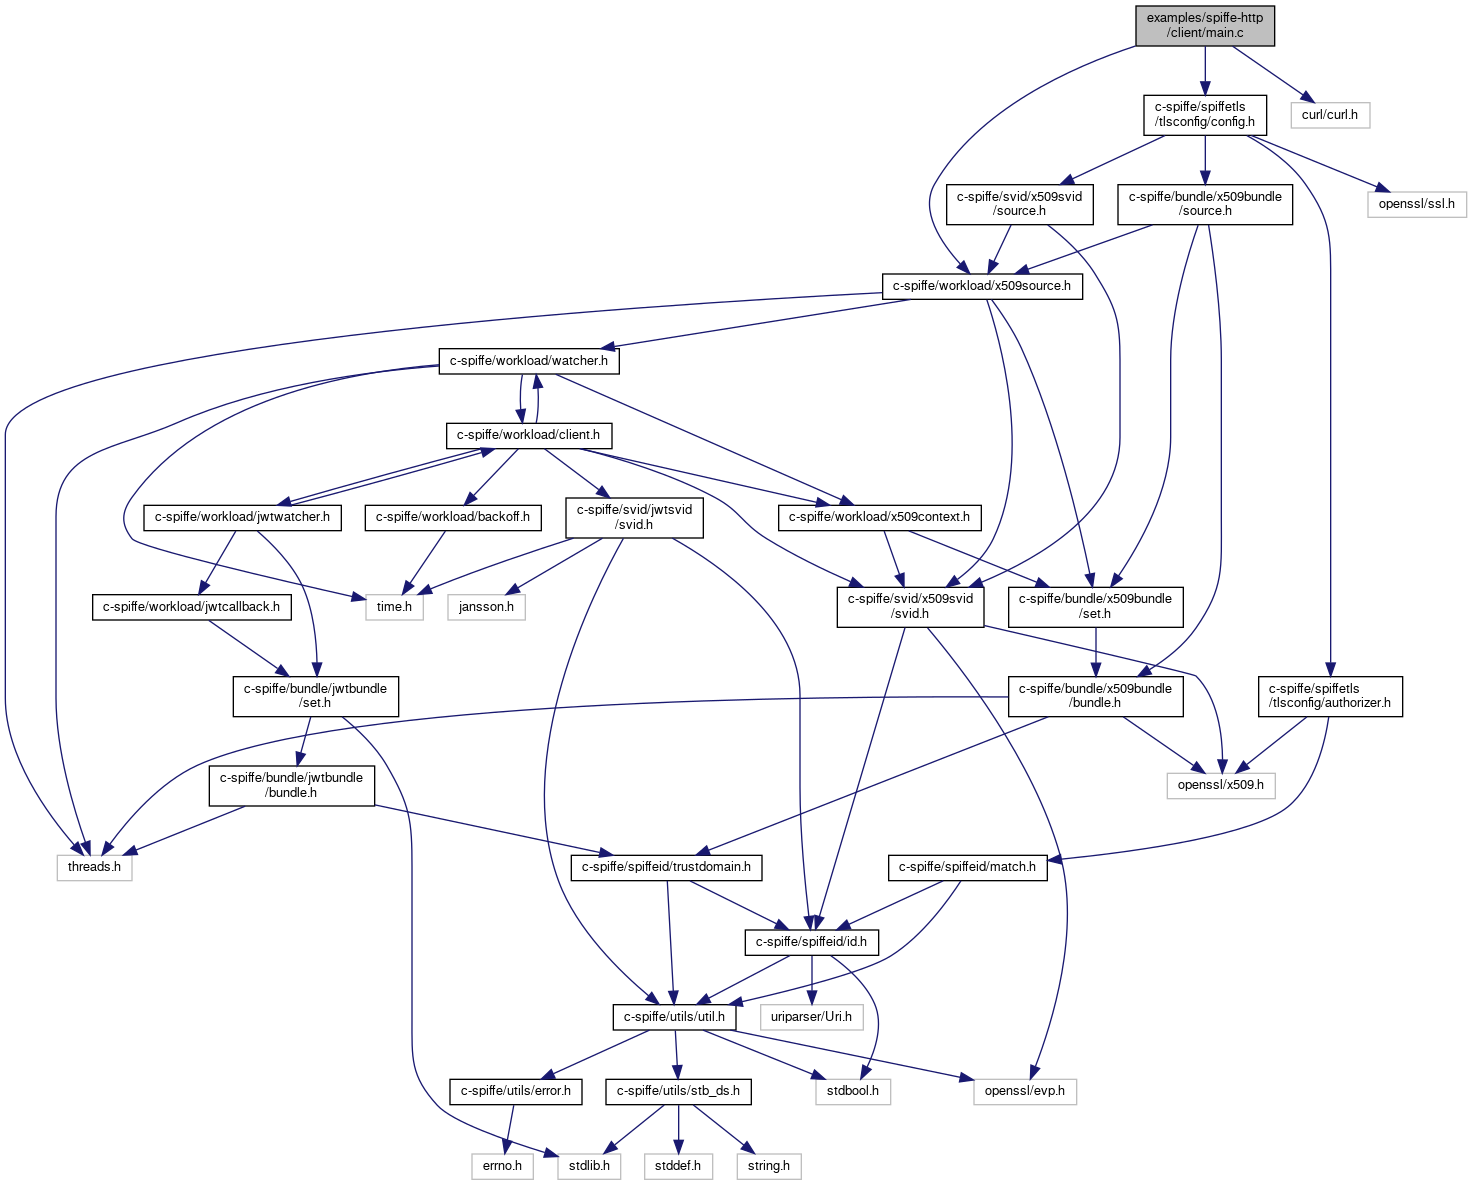 examples/spiffe-http
/client/main.c
c-spiffe/spiffetls
/tlsconfig/config.h
curl/curl.h
c-spiffe/svid/x509svid
/source.h
c-spiffe/bundle/x509bundle
/source.h
openssl/ssl.h
c-spiffe/workload/x509source.h
c-spiffe/workload/watcher.h
c-spiffe/workload/client.h
c-spiffe/workload/jwtwatcher.h
c-spiffe/workload/backoff.h
c-spiffe/svid/jwtsvid
/svid.h
c-spiffe/workload/x509context.h
c-spiffe/workload/jwtcallback.h
time.h
jansson.h
c-spiffe/svid/x509svid
/svid.h
c-spiffe/bundle/x509bundle
/set.h
c-spiffe/bundle/jwtbundle
/set.h
c-spiffe/bundle/x509bundle
/bundle.h
c-spiffe/spiffetls
/tlsconfig/authorizer.h
c-spiffe/bundle/jwtbundle
/bundle.h
openssl/x509.h
threads.h
c-spiffe/spiffeid/trustdomain.h
c-spiffe/spiffeid/match.h
c-spiffe/spiffeid/id.h
c-spiffe/utils/util.h
uriparser/Uri.h
c-spiffe/utils/error.h
c-spiffe/utils/stb_ds.h
stdbool.h
openssl/evp.h
errno.h
stdlib.h
stddef.h
string.h